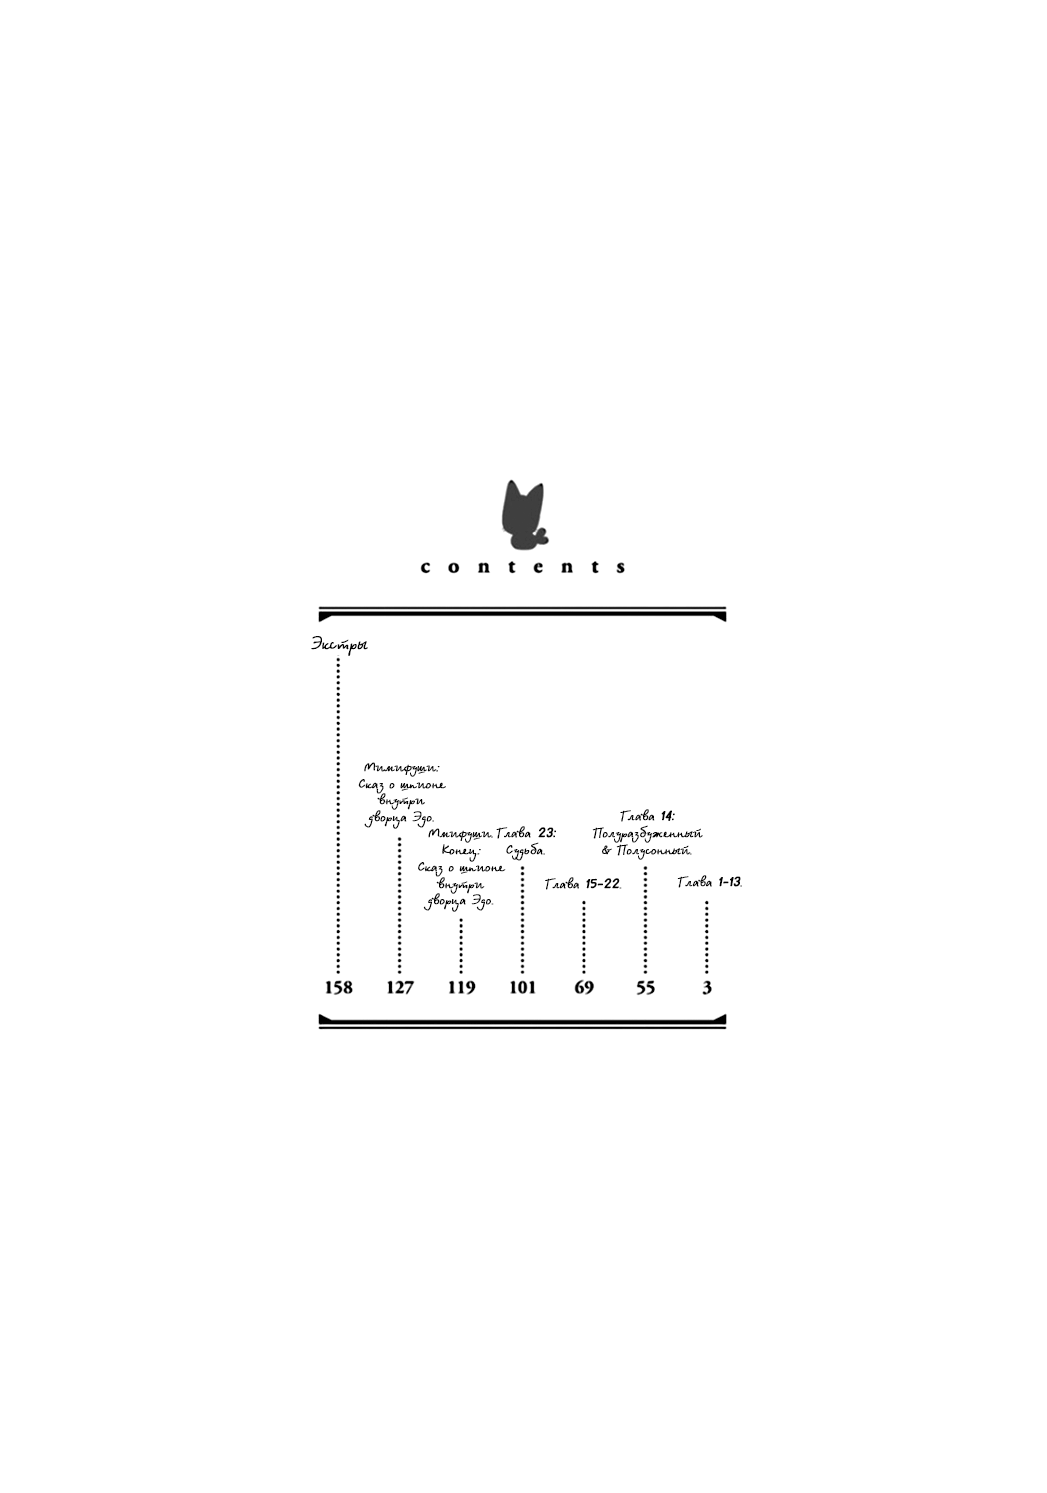 contents
Глава 1-13.
3
Глава 14:
Полуразбуженный
& Полусонный.
55
Глава 15-22.
69
Глава 23:
Судьба.
101
Ммифуши.
Конец:
Сказ о шпионе
внутри
дворца Эдо.
119
Мимифуши:
Сказ о шпионе
внутри
дворца Эдо.
127
Экстры
158